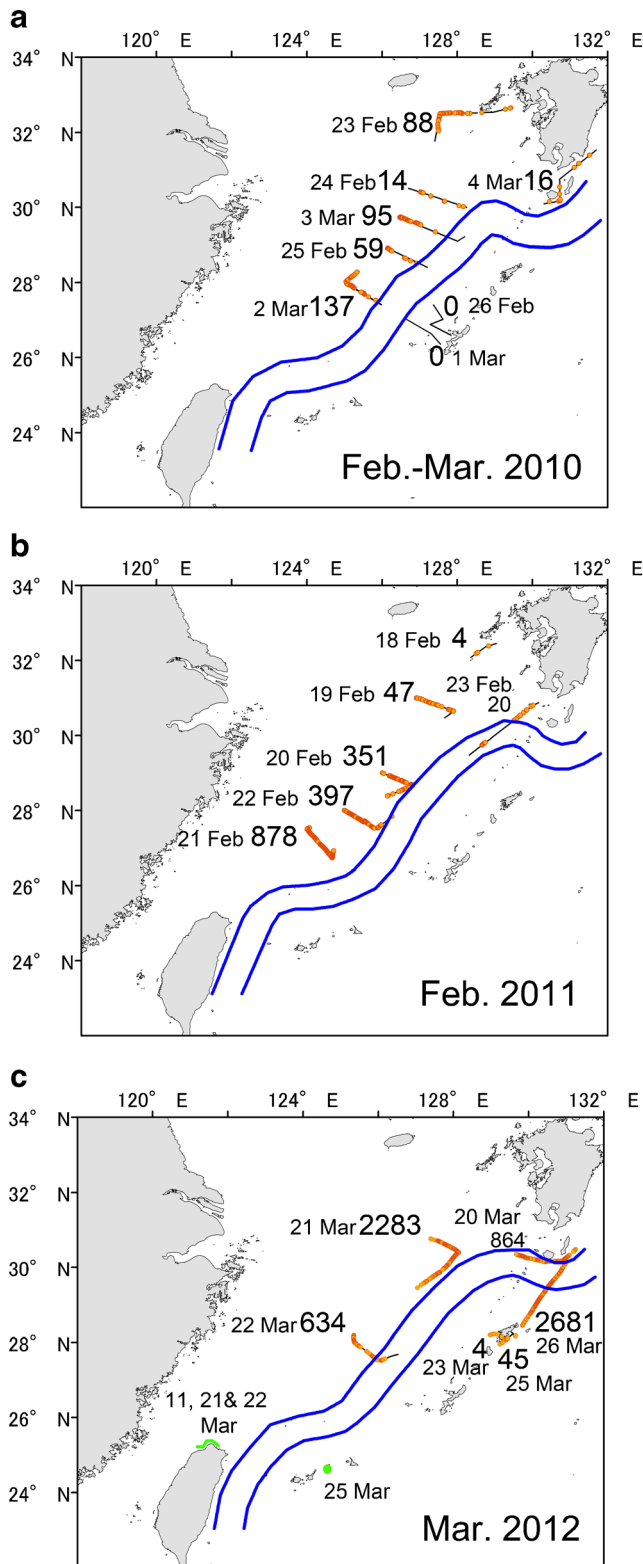 a
120° E 124° E 128° E 132° E
34° N
32° N
30° N
28° N
26° N
24° N
23 Feb 88
24 Feb 14
4 Mar 16
3 Mar 95
25 Feb 59
2 Mar 137
0 26 Feb
0 1 Mar
Feb.-Mar. 2010
b
120° E 124° E 128° E 132° E
34° N
32° N
30° N
28° N
26° N
24° N
18 Feb 4
19 Feb 47
23 Feb.
20
20 Feb 351
22 Feb 397
21 Feb 878
Feb. 2011
c
120° E 124° E 128° E 132° E
34° N
32° N
30° N
28° N
26° N
24° N
21 Mar 2283
20 Mar
864
22 Mar 634
2681
26 Mar
4
23 Mar
45
25 Mar
11, 21& 22
Mar
25 Mar
Mar. 2012